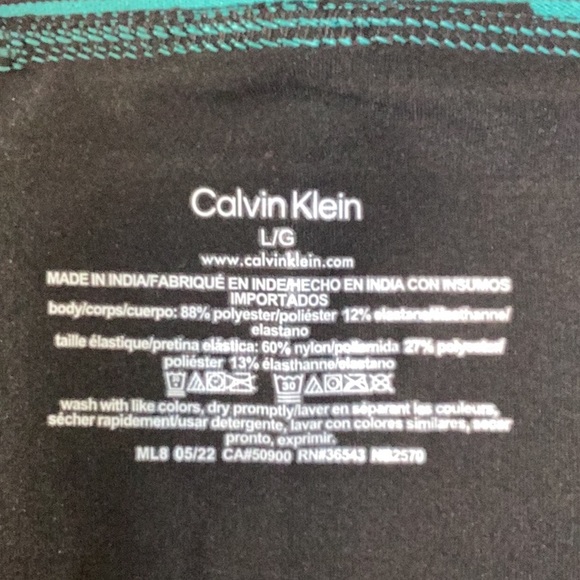 Calvin Klein
L/G
www.calvinklein.com
MADE IN INDIA/FABRIQUÉ EN INDE/HECHO EN INDIA CON INSUMOS
IMPORTADOS
body/corps/cuerpo: 88% polyester/poliéster 12% elastane/élasthanne/
elastano
taille élastique/pretina elástica: 60% nylon/poliamida 27% polyester/
poliéster 13% élasthanne/elastano
30
wash with like colors, dry promptly/laver en séparant les couleurs,
sécher rapidement/usar detergente, lavar con colores similares, secar
pronto, exprimir.
ML8 05/22 CA#50900 RN#36543 NB2570